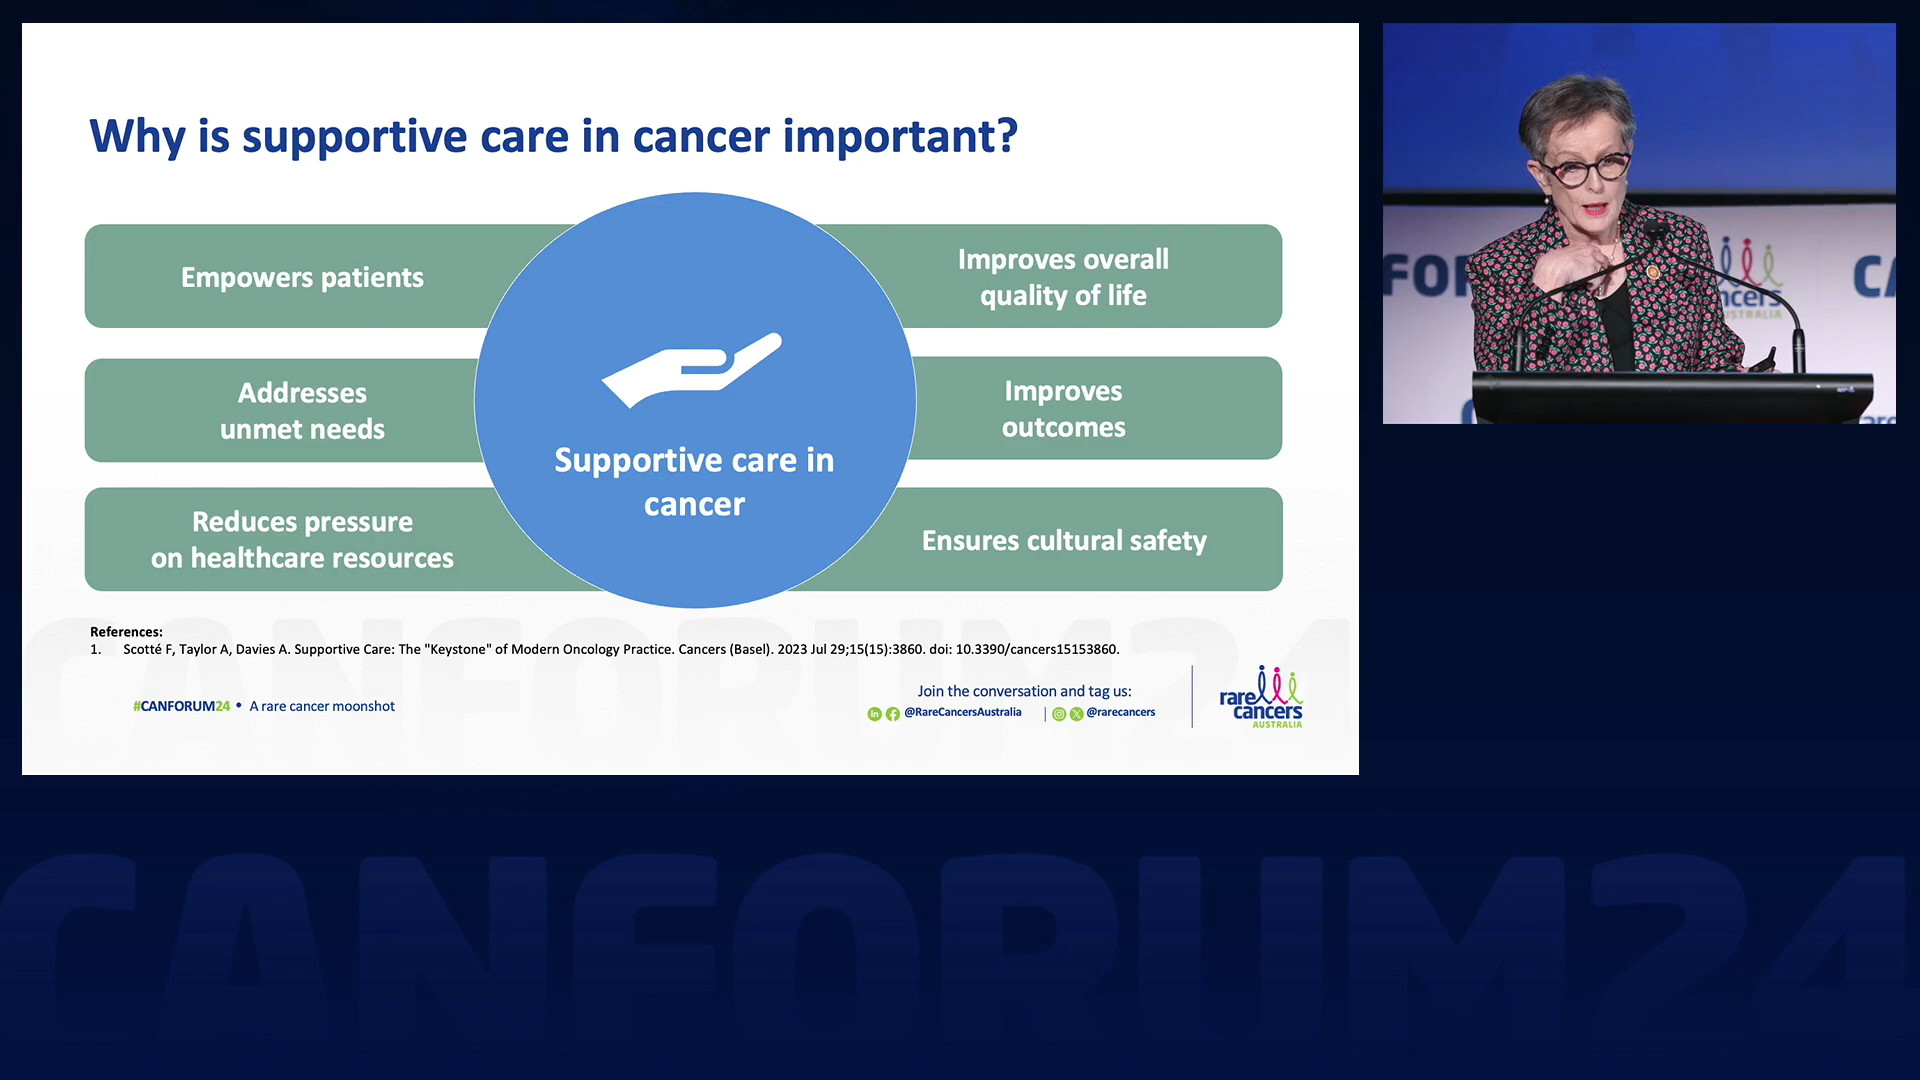 Why is supportive care in cancer important?
Empowers patients
Improves overall
quality of life
Addresses
unmet needs
Improves
outcomes
Supportive care in
cancer
Reduces pressure
on healthcare resources
Ensures cultural safety
References:
1. Scotté F, Taylor A, Davies A. Supportive Care: The "Keystone" of Modern Oncology Practice. Cancers (Basel). 2023 Jul 29;15(15):3860. doi: 10.3390/cancers15153860.
#CANFORUM24 • A rare cancer moonshot
Join the conversation and tag us:
@RareCancersAustralia | @rarecancers
rare
cancers
AUSTRALIA
CANFORUM24
CANFORUM24